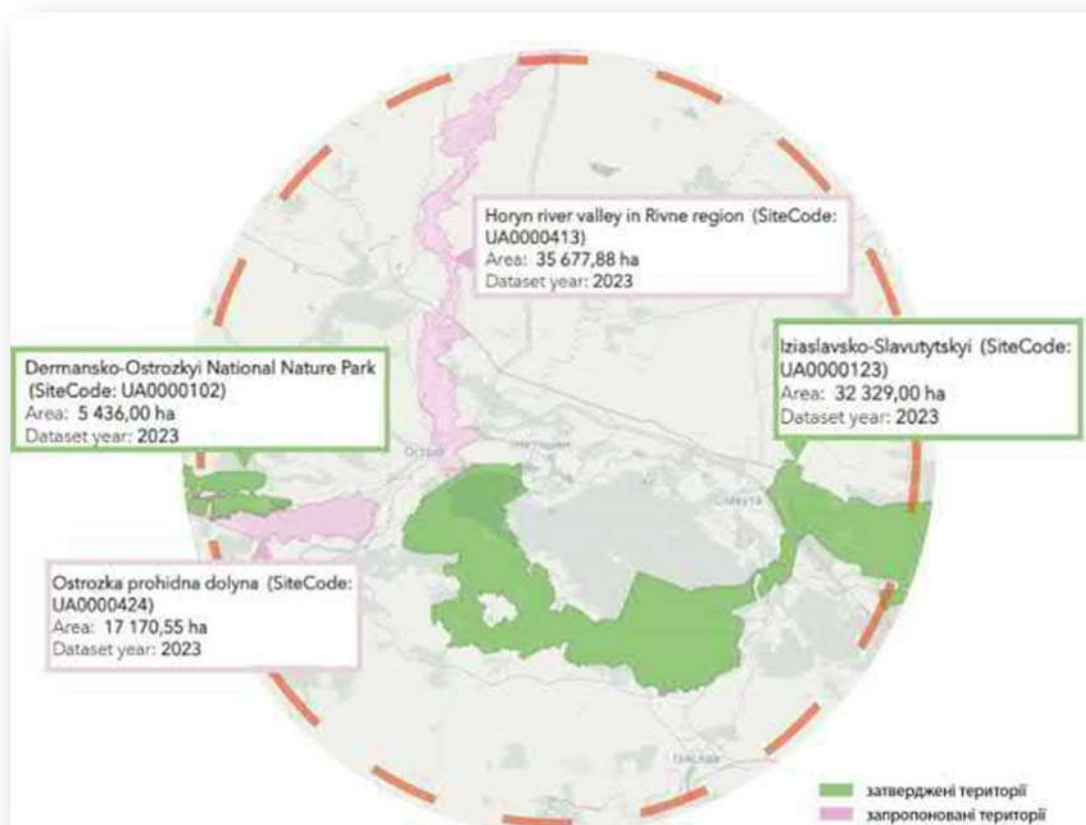 Horyn river valley in Rivne region (SiteCode:
UA0000413)
Area: 35 677,88 ha
Dataset year: 2023
Dermansko-Ostrozkyi National Nature Park
(SiteCode: UA0000102)
Area: 5 436,00 ha
Dataset year: 2023
Iziaslavsko-Slavutytskyi (SiteCode:
UA0000123)
Area: 32 329,00 ha
Dataset year: 2023
Ostrozka prohidna dolyna (SiteCode:
UA0000424)
Area: 17 170,55 ha
Dataset year: 2023
затверджені території
запропоновані території